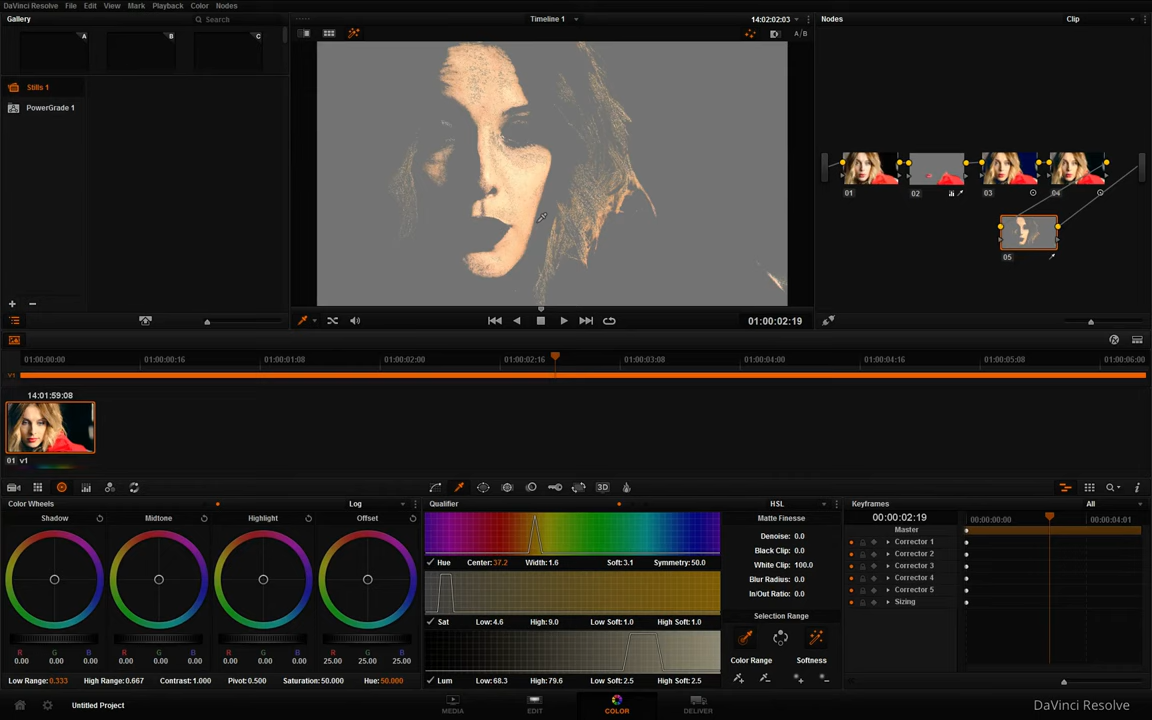 DaVinci Resolve File Edit View Mark Playback Color Nodes
Gallery Search Timeline 1 14:02:02:03 Nodes Clip
A B C A/B
Stills 1
PowerGrade 1
01 02 03 04
05
01:00:02:19
01:00:00:00 01:00:00:16 01:00:01:08 01:00:02:00 01:00:02:16 01:00:03:08 01:00:04:00 01:00:04:16 01:00:05:08 01:00:06:00
V1
14:01:59:08
01 v1
3D
Color Wheels Log Qualifier HSL Keyframes All
Shadow Midtone Highlight Offset Matte Finesse 00:00:02:19 00:00:00:00 00:00:04:01
Master
Denoise: 0.0
Corrector 1
Black Clip: 0.0
Corrector 2
Hue Center: 37.2 Width: 1.6 Soft: 3.1 Symmetry: 50.0 White Clip: 100.0
Corrector 3
Blur Radius: 0.0
Corrector 4
In/Out Ratio: 0.0
Corrector 5
Sizing
Selection Range
Sat Low: 4.6 High: 9.0 Low Soft: 1.0 High Soft: 1.0
R G B R G B R G B R G B
0.00 0.00 0.00 0.00 0.00 0.00 0.00 0.00 0.00 25.00 25.00 25.00
Color Range Softness
Low Range: 0.333 High Range: 0.667 Contrast: 1.000 Pivot: 0.500 Saturation: 50.000 Hue: 50.000 Lum Low: 68.3 High: 79.6 Low Soft: 2.5 High Soft: 2.5
MEDIA EDIT COLOR DELIVER
Untitled Project DaVinci Resolve